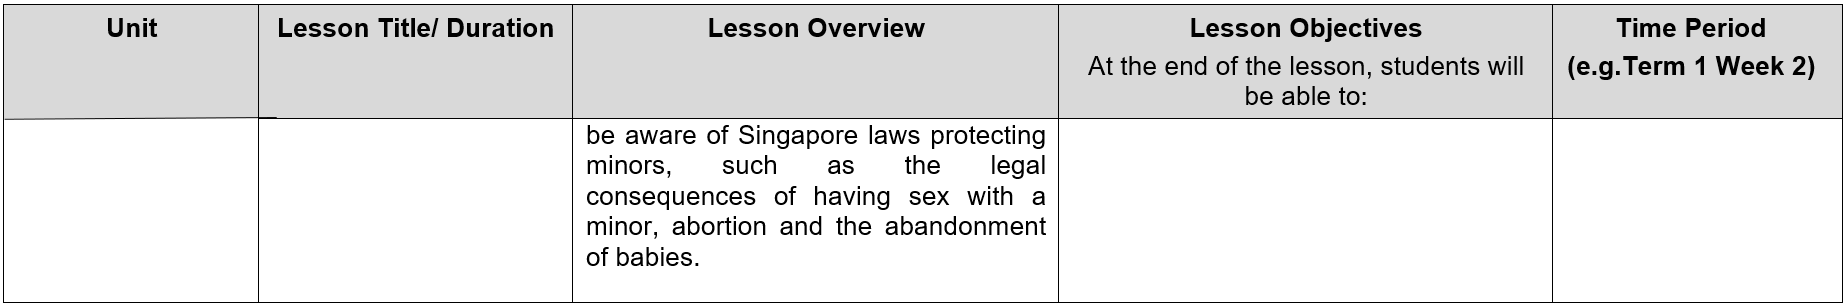 Unit
Lesson Title/ Duration
Lesson Overview
Lesson Objectives
At the end of the lesson, students will
be able to:
Time Period
(e.g.Term 1 Week 2)
be aware of Singapore laws protecting
minors, such as the legal
consequences of having sex with a
minor, abortion and the abandonment
of babies.